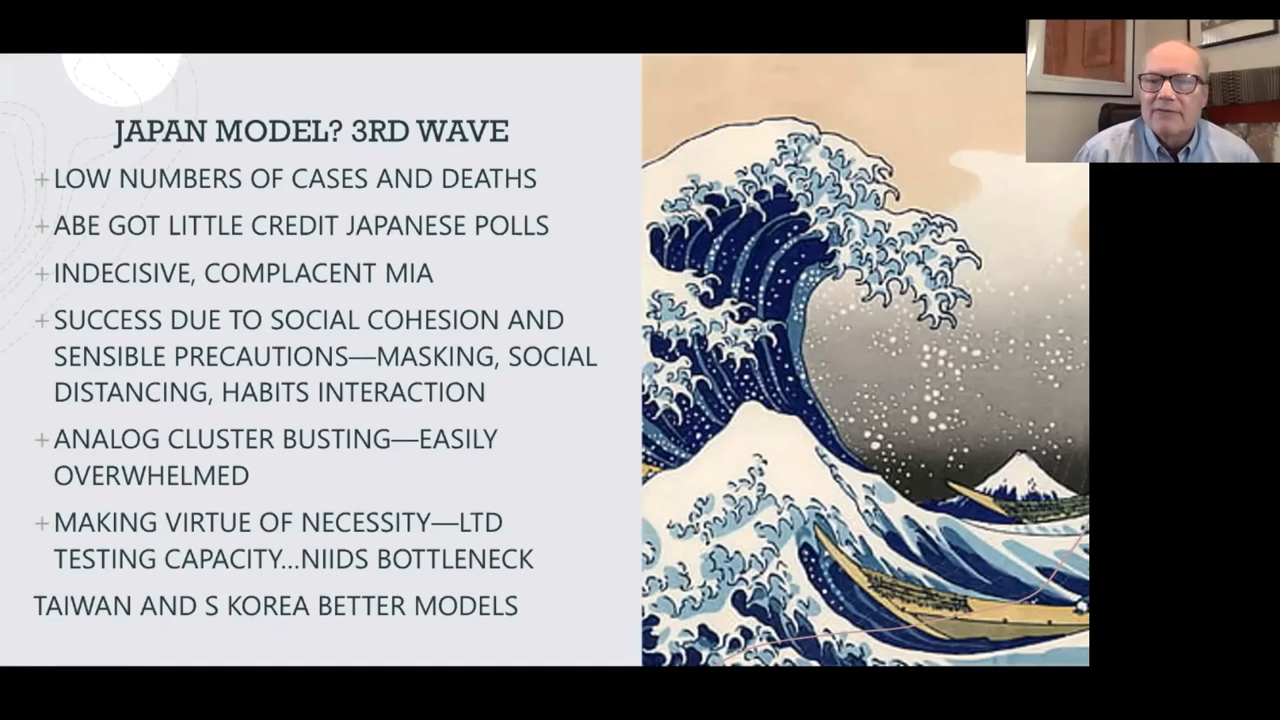 JAPAN MODEL? 3RD WAVE
+LOW NUMBERS OF CASES AND DEATHS
+ABE GOT LITTLE CREDIT JAPANESE POLLS
+INDECISIVE, COMPLACENT MIA
+SUCCESS DUE TO SOCIAL COHESION AND
SENSIBLE PRECAUTIONS—MASKING, SOCIAL
DISTANCING, HABITS INTERACTION
+ANALOG CLUSTER BUSTING—EASILY
OVERWHELMED
+MAKING VIRTUE OF NECESSITY—LTD
TESTING CAPACITY...NIIDS BOTTLENECK
TAIWAN AND S KOREA BETTER MODELS